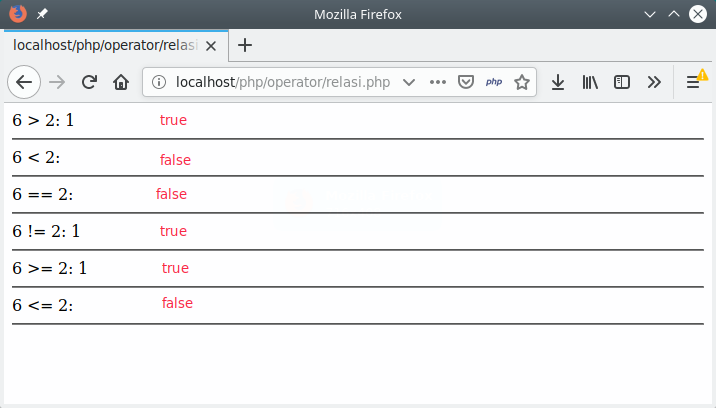 Mozilla Firefox
localhost/php/operator/relasi
localhost/php/operator/relasi.php php
6 > 2: 1 true
6 < 2: false
6 == 2: false
6 != 2: 1 true
6 >= 2: 1 true
6 <= 2: false